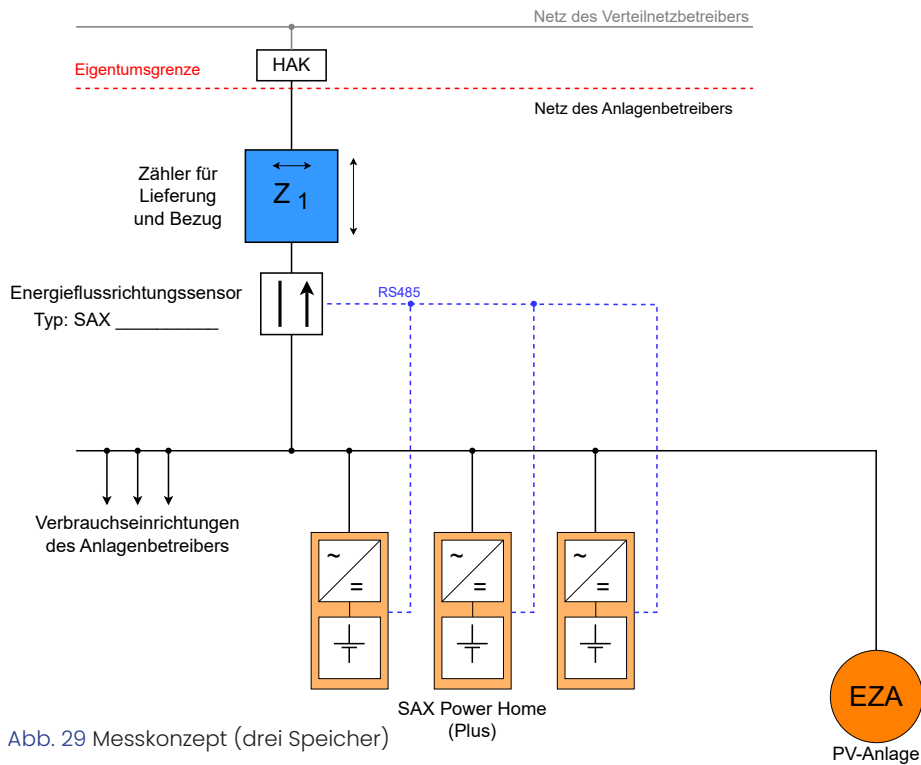 Netz des Verteilnetzbetreibers
HAK
Eigentumsgrenze
Netz des Anlagenbetreibers
Zähler für
Lieferung
und Bezug
Z 1
Energieflussrichtungssensor
Typ: SAX __________
RS485
Verbrauchseinrichtungen
des Anlagenbetreibers
~
=
~
=
~
=
SAX Power Home
(Plus)
EZA
PV-Anlage
Abb. 29 Messkonzept (drei Speicher)